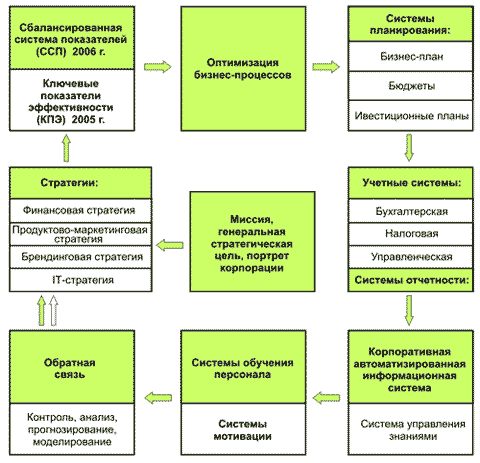 Сбалансированная
система показателей
(ССП) 2006 г.
Ключевые
показатели
эффективности
(КПЭ) 2005 г.
Оптимизация
бизнес-процессов
Системы
планирования:
Бизнес-план
Бюджеты
Ивестиционные планы
Стратегии:
Финансовая стратегия
Продуктово-маркетинговая
стратегия
Брендинговая стратегия
IT-стратегия
Миссия,
генеральная
стратегическая
цель, портрет
корпорации
Учетные системы:
Бухгалтерская
Налоговая
Управленческая
Системы отчетности:
Обратная
связь
Контроль, анализ,
прогнозирование,
моделирование
Системы обучения
персонала
Системы
мотивации
Корпоративная
автоматизированная
информационная
система
Система управления
знаниями